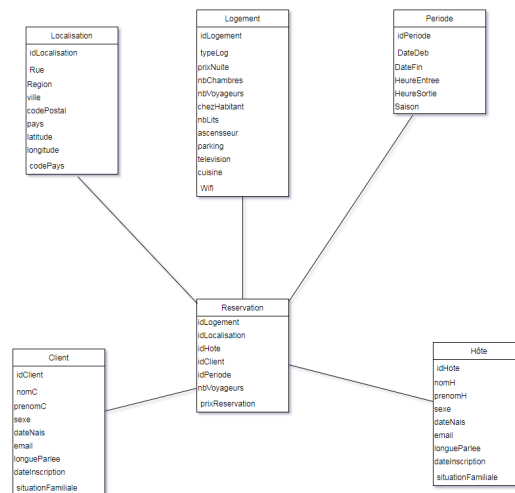 Localisation
idLocalisation
Rue
Region
ville
codePostal
pays
latitude
longitude
codePays
Logement
idLogement
typeLog
prixNuite
nbChambres
nbVoyageurs
chezHabitant
nbLits
ascensseur
parking
television
cuisine
Wifi
Periode
idPeriode
DateDeb
DateFin
HeureEntree
HeureSortie
Saison
Reservation
idLogement
idLocalisation
idHote
idClient
idPeriode
nbVoyageurs
prixReservation
Client
idClient
nomC
prenomC
sexe
dateNais
email
longueParlee
dateInscription
situationFamiliale
Hôte
idHote
nomH
prenomH
sexe
dateNais
email
longueParlee
dateInscription
situationFamiliale